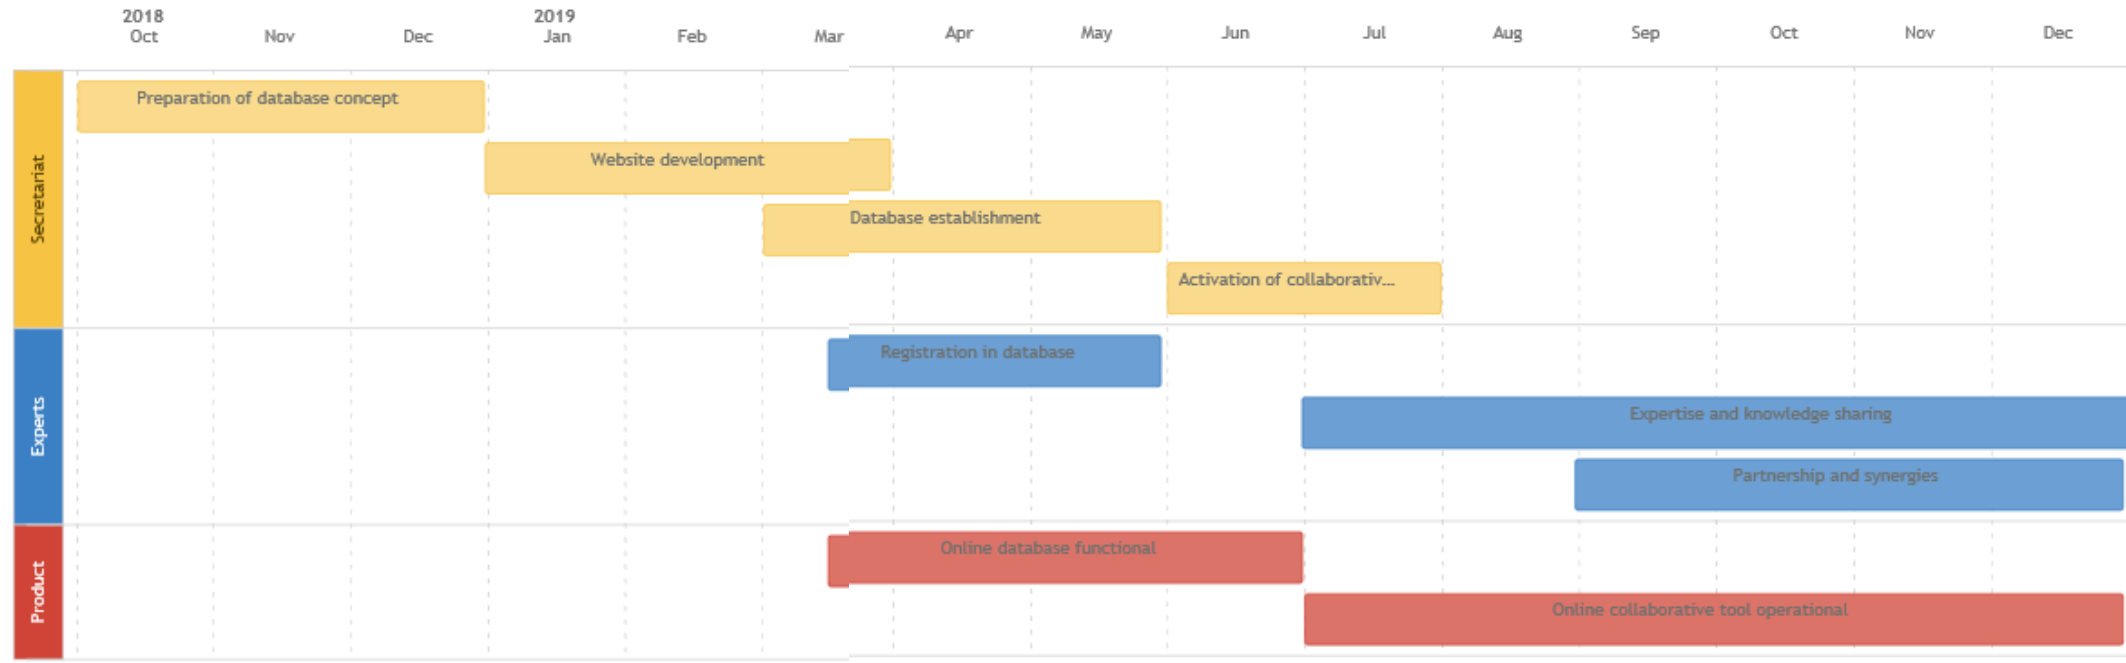 2018
2019
Oct
Nov
Dec
Jan
Feb
Mar
Apr
May
Jun
Jul
Aug
Sep
Oct
Nov
Dec
Secretariat
Preparation of database concept
Website development
Database establishment
Activation of collaborativ...
Experts
Registration in database
Expertise and knowledge sharing
Partnership and synergies
Product
Online database functional
Online collaborative tool operational